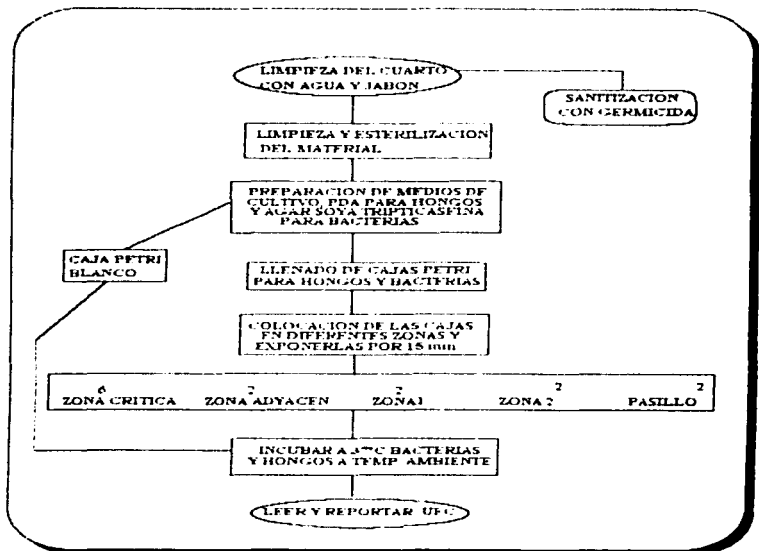 LIMPIEZA DEL CUARTO
CON AGUA Y JABON
SANITIZACION
CON GERMICIDA
LIMPIEZA Y ESTERILIZACION
DEL MATERIAL
PREPARACION DE MEDIOS DE
CULTIVO, PDA PARA HONGOS
Y AGAR SOYA TRIPTICASEINA
PARA BACTERIAS
CAJA PETRI
BLANCO
LLENADO DE CAJAS PETRI
PARA HONGOS Y BACTERIAS
COLOCACION DE LAS CAJAS
EN DIFERENTES ZONAS Y
EXPONERLAS POR 15 min
6 2 2 2 2
ZONA CRITICA ZONA ADYACEN ZONA1 ZONA 2 PASILLO
INCUBAR A BACTERIAS
Y HONGOS A TEMP AMBIENTE
LEER Y REPORTAR UFC